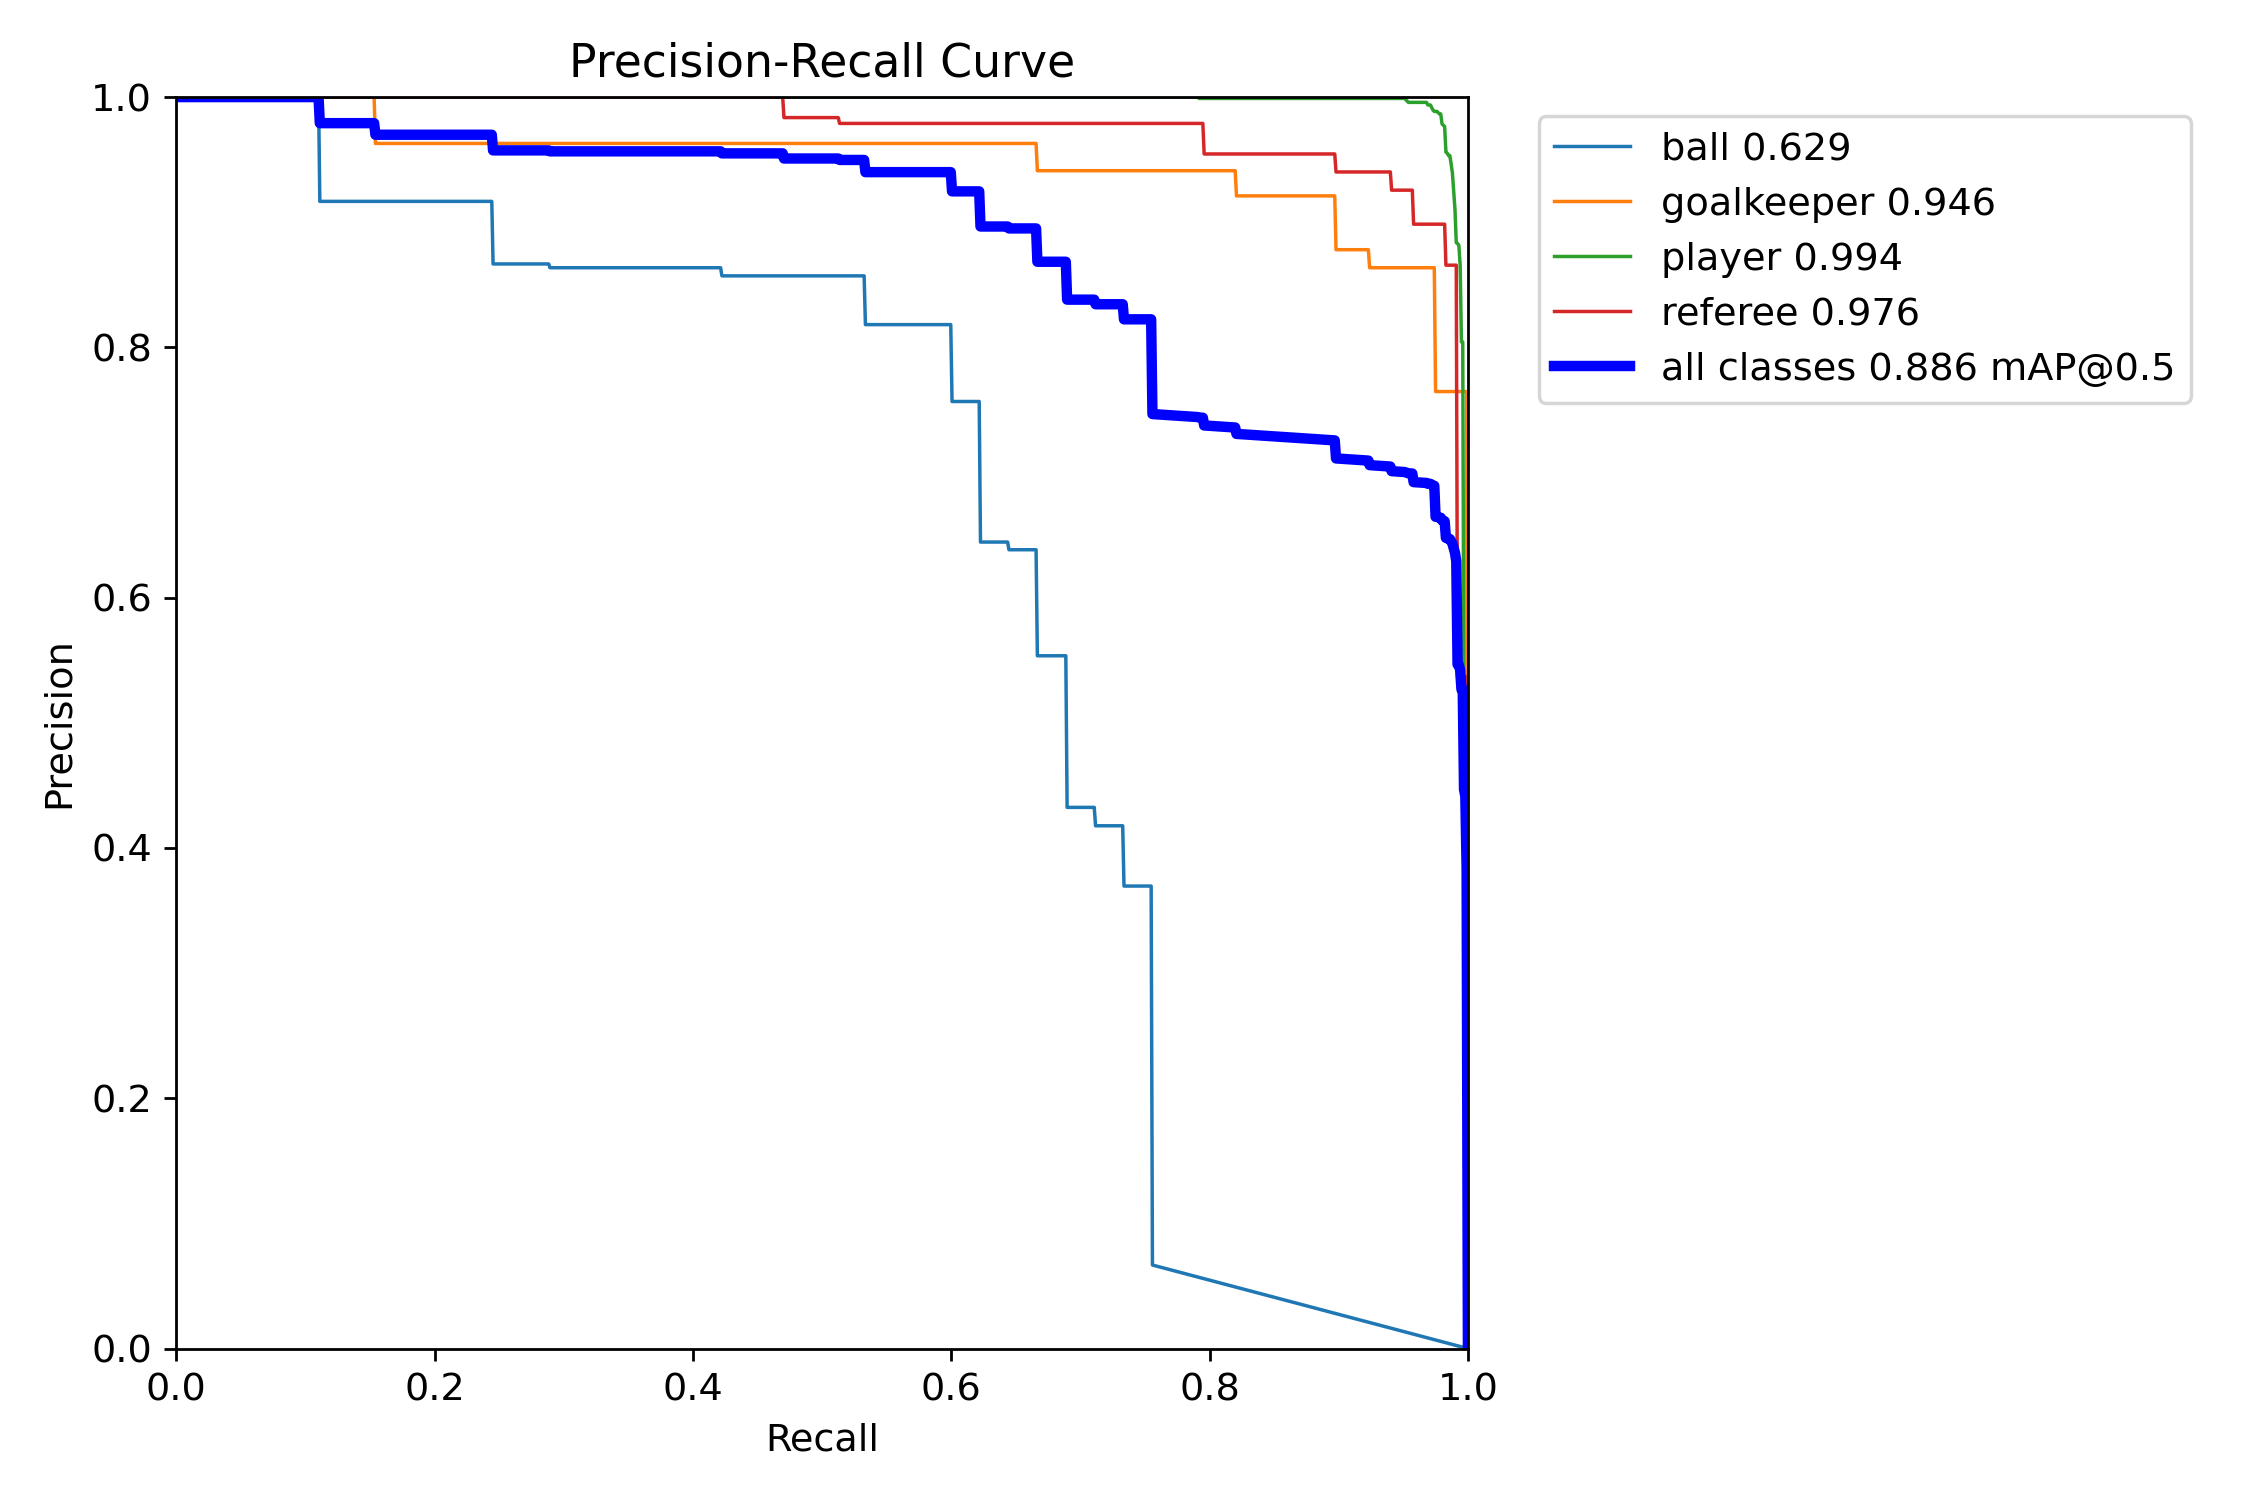 Precision-Recall Curve
1.0
0.8
0.6
0.4
0.2
0.0
Precision
0.0 0.2 0.4 0.6 0.8 1.0
Recall
ball 0.629
goalkeeper 0.946
player 0.994
referee 0.976
all classes 0.886 mAP@0.5